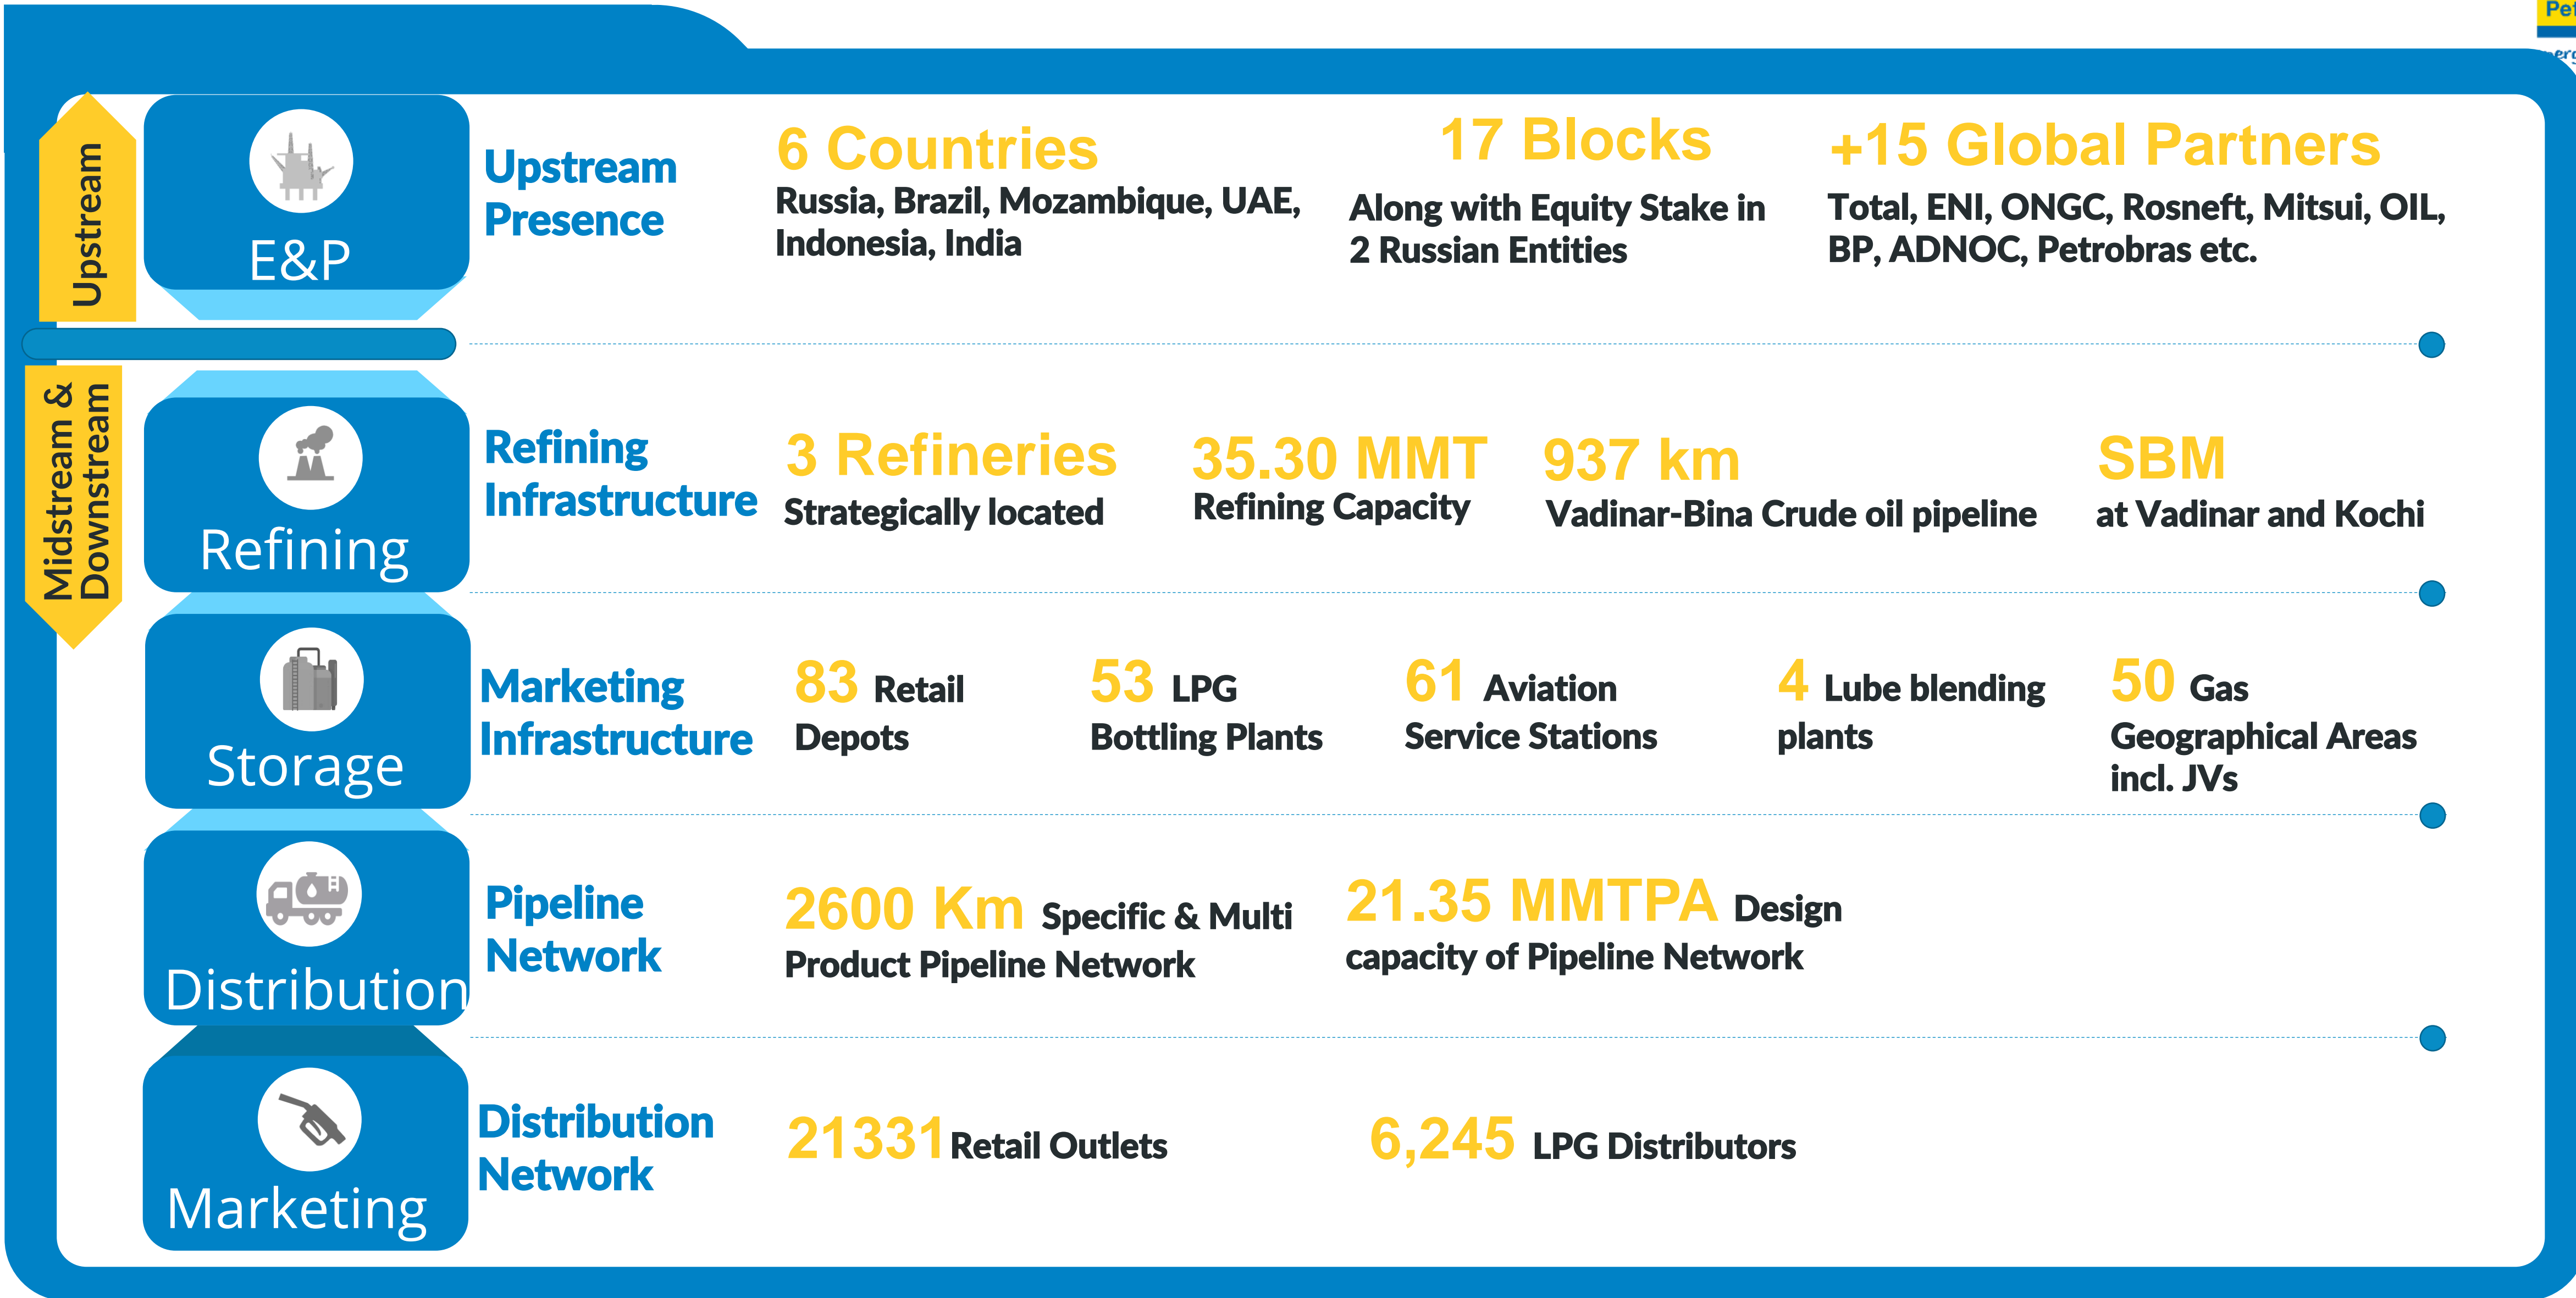 Upstream
E&P
Upstream
Presence
6 Countries
Russia, Brazil, Mozambique, UAE,
Indonesia, India
17 Blocks
Along with Equity Stake in
2 Russian Entities
+15 Global Partners
Total, ENI, ONGC, Rosneft, Mitsui, OIL,
BP, ADNOC, Petrobras etc.
Midstream &
Downstream
Refining
Refining
Infrastructure
3 Refineries
Strategically located
35.30 MMT
Refining Capacity
937 km
Vadinar-Bina Crude oil pipeline
SBM
at Vadinar and Kochi
Storage
Marketing
Infrastructure
83 Retail
Depots
53 LPG
Bottling Plants
61 Aviation
Service Stations
4 Lube blending
plants
50 Gas
Geographical Areas
incl. JVs
Distribution
Pipeline
Network
2600 Km Specific & Multi
Product Pipeline Network
21.35 MMTPA Design
capacity of Pipeline Network
Marketing
Distribution
Network
21331 Retail Outlets
6,245 LPG Distributors